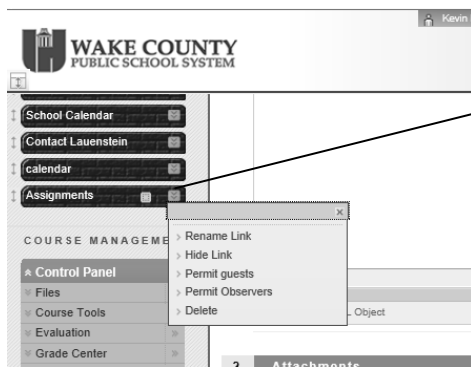 Kevin
WAKE COUNTY
PUBLIC SCHOOL SYSTEM
School Calendar
Contact Lauenstein
calendar
Assignments
Rename Link
Hide Link
Permit guests
Permit Observers
Delete
COURSE MANAGEME
Control Panel
Files
Course Tools
Evaluation
Grade Center
Object
2 Attachments